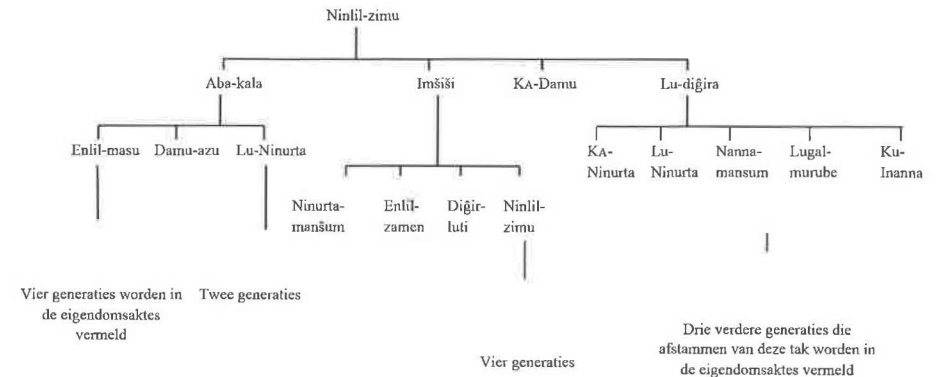 Ninlil-zimu
Aba-kala Imšiši KA-Damu Lu-diĝira
Enlil-masu Damu-azu Lu-Ninurta
KA- Lu- Nanna- Lugal- Ku-
Ninurta Ninurta mansum murube Inanna
Ninurta- Enlil- Diĝir- Ninlil-
manšum zamen luti zimu
Vier generaties worden in
de eigendomsaktes
vermeld
Twee generaties
Vier generaties
Drie verdere generaties die
afstammen van deze tak worden in
de eigendomsaktes vermeld